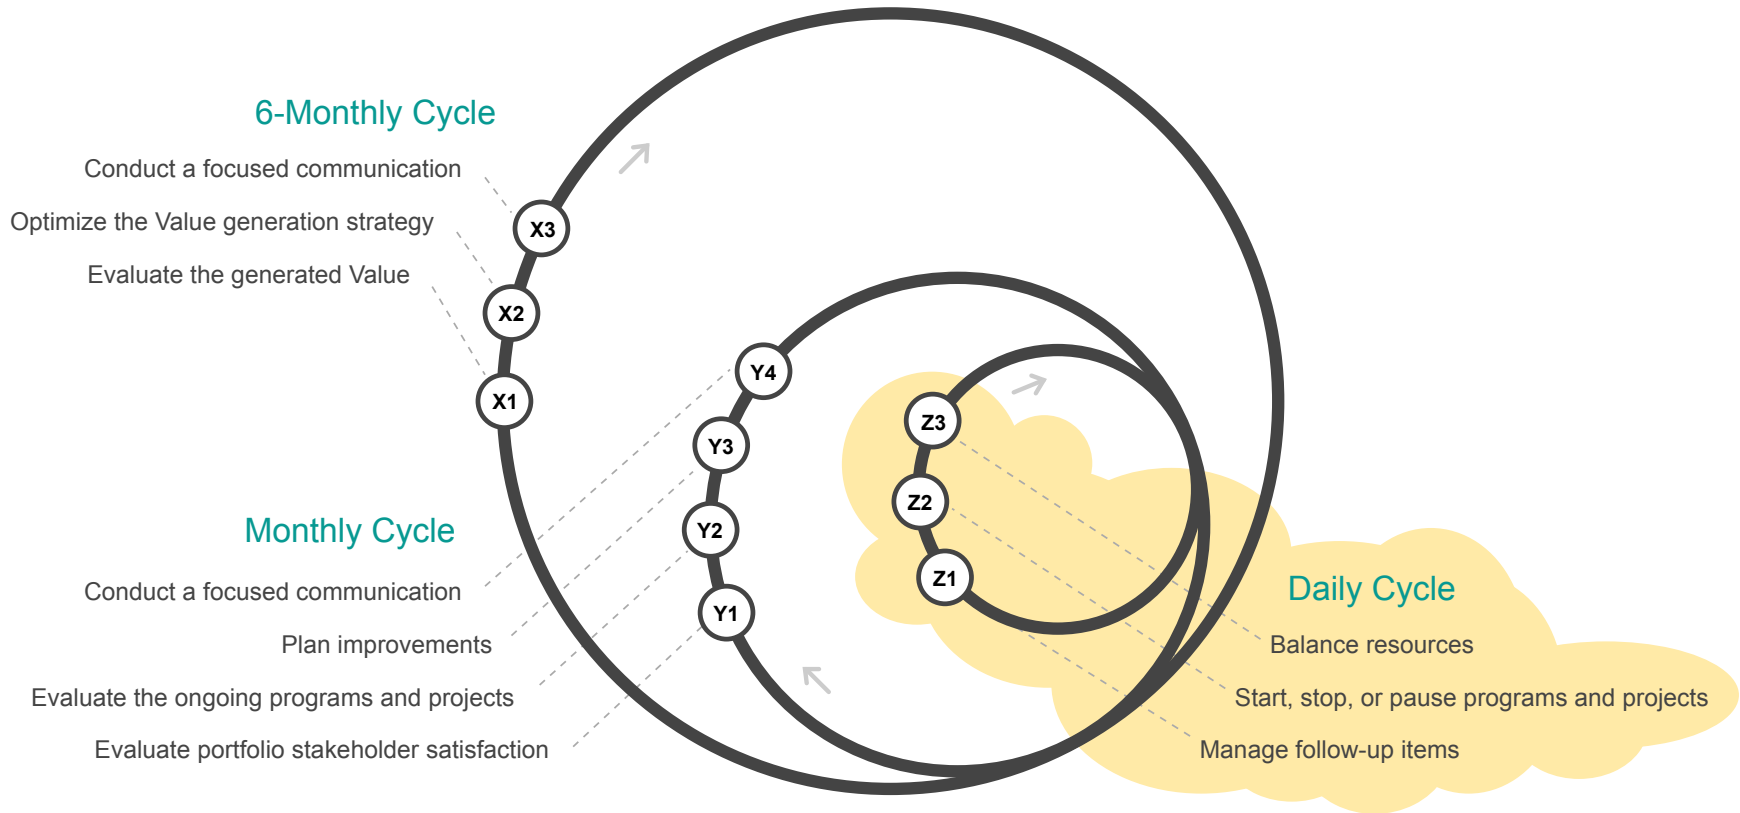 6-Monthly Cycle
Conduct a focused communication
Optimize the Value generation strategy
Evaluate the generated Value
X3
X2
X1
Monthly Cycle
Conduct a focused communication
Plan improvements
Evaluate the ongoing programs and projects
Evaluate portfolio stakeholder satisfaction
Y4
Y3
Y2
Y1
Z3
Z2
Z1
Daily Cycle
Balance resources
Start, stop, or pause programs and projects
Manage follow-up items